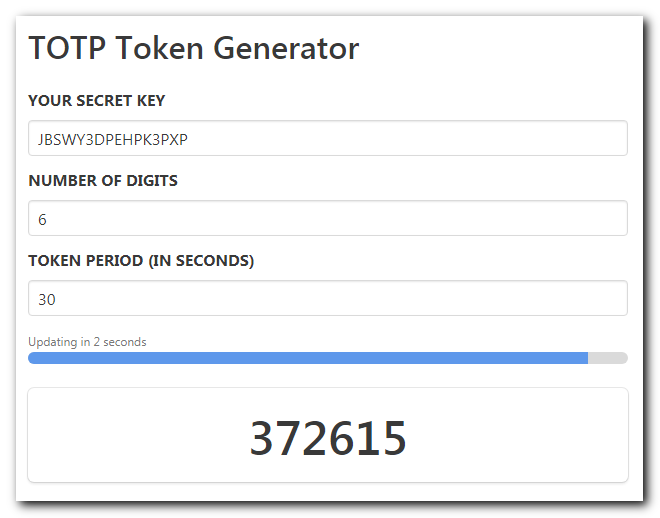 TOTP Token Generator
YOUR SECRET KEY
JBSWY3DPEHPK3PXP
NUMBER OF DIGITS
6
TOKEN PERIOD (IN SECONDS)
30
Updating in 2 seconds
372615